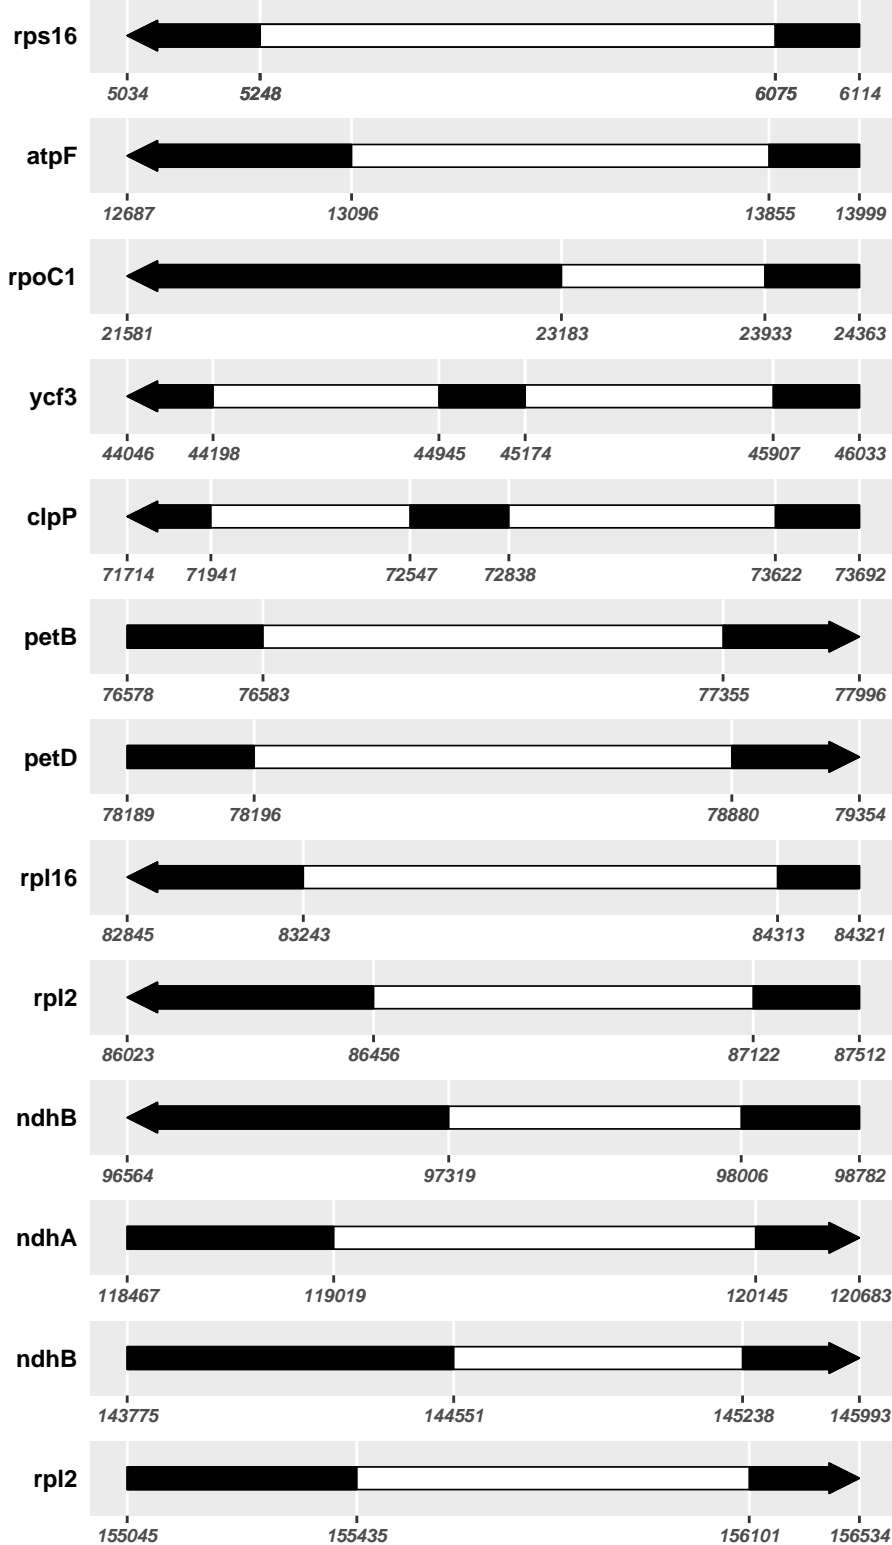 rps16
5034 5248 6075 6114
atpF
12687 13096 13855 13999
rpoC1
21581 23183 23933 24363
ycf3
44046 44198 44945 45174 45907 46033
clpP
71714 71941 72547 72838 73622 73692
petB
76578 76583 77355 77996
petD
78189 78196 78880 79354
rpl16
82845 83243 84313 84321
rpl2
86023 86456 87122 87512
ndhB
96564 97319 98006 98782
ndhA
118467 119019 120145 120683
ndhB
143775 144551 145238 145993
rpl2
155045 155435 156101 156534